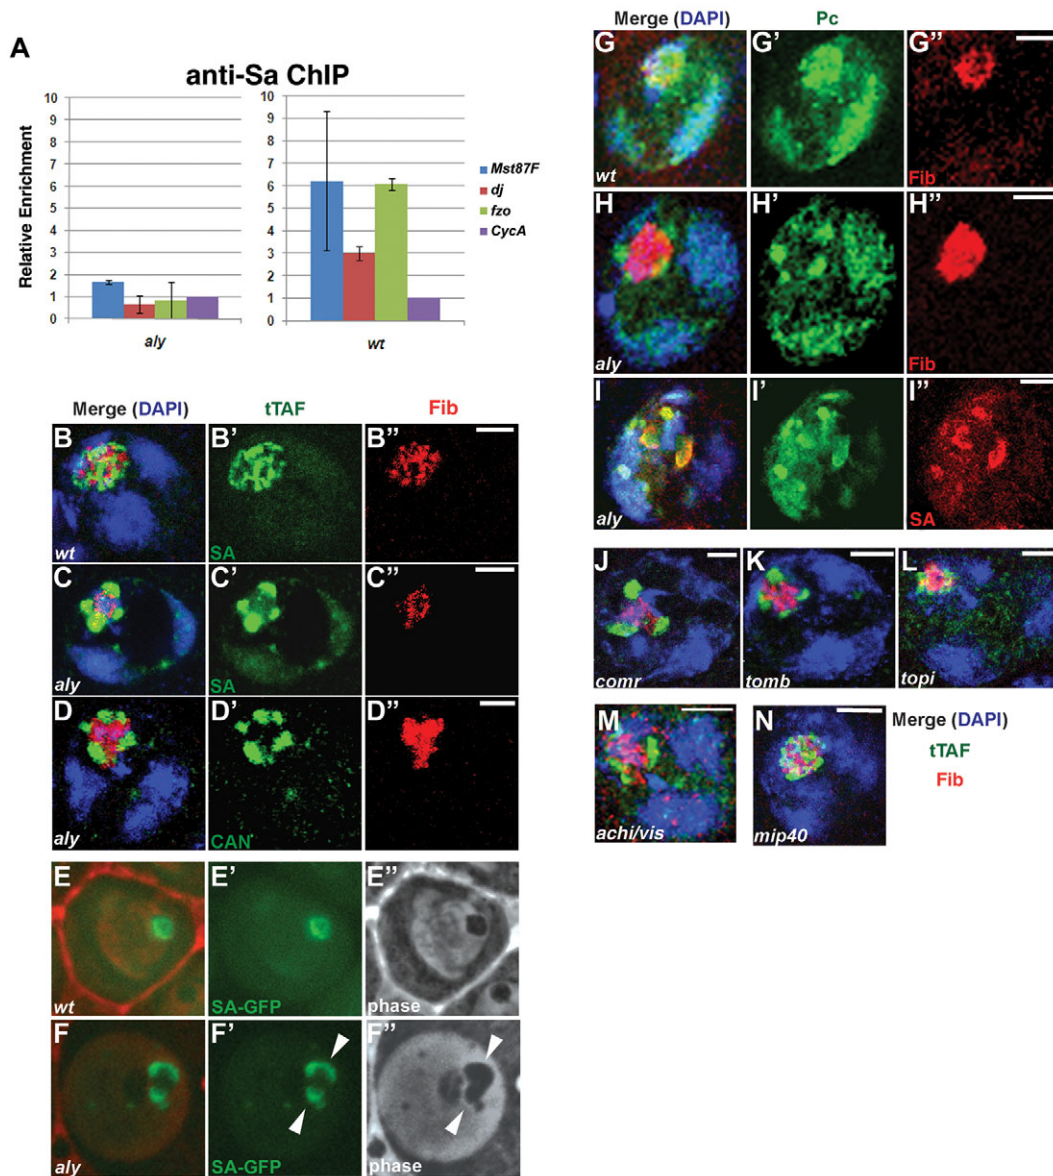 A
anti-Sa ChIP
Relative Enrichment
10
9
8
7
6
5
4
3
2
1
0
aly
10
9
8
7
6
5
4
3
2
1
0
wt
Mst87F
dj
fzo
CycA
Merge (DAPI) tTAF Fib
B B' B"
wt SA
C C' C"
aly SA
D D' D"
aly CAN
E E' E"
wt SA-GFP phase
F F' F"
aly SA-GFP phase
Merge (DAPI) Pc
G G' G"
wt Fib
H H' H"
aly Fib
I I' I"
aly SA
J K L
comr tomb topi
M N
achi/vis mip40
Merge (DAPI)
tTAF
Fib